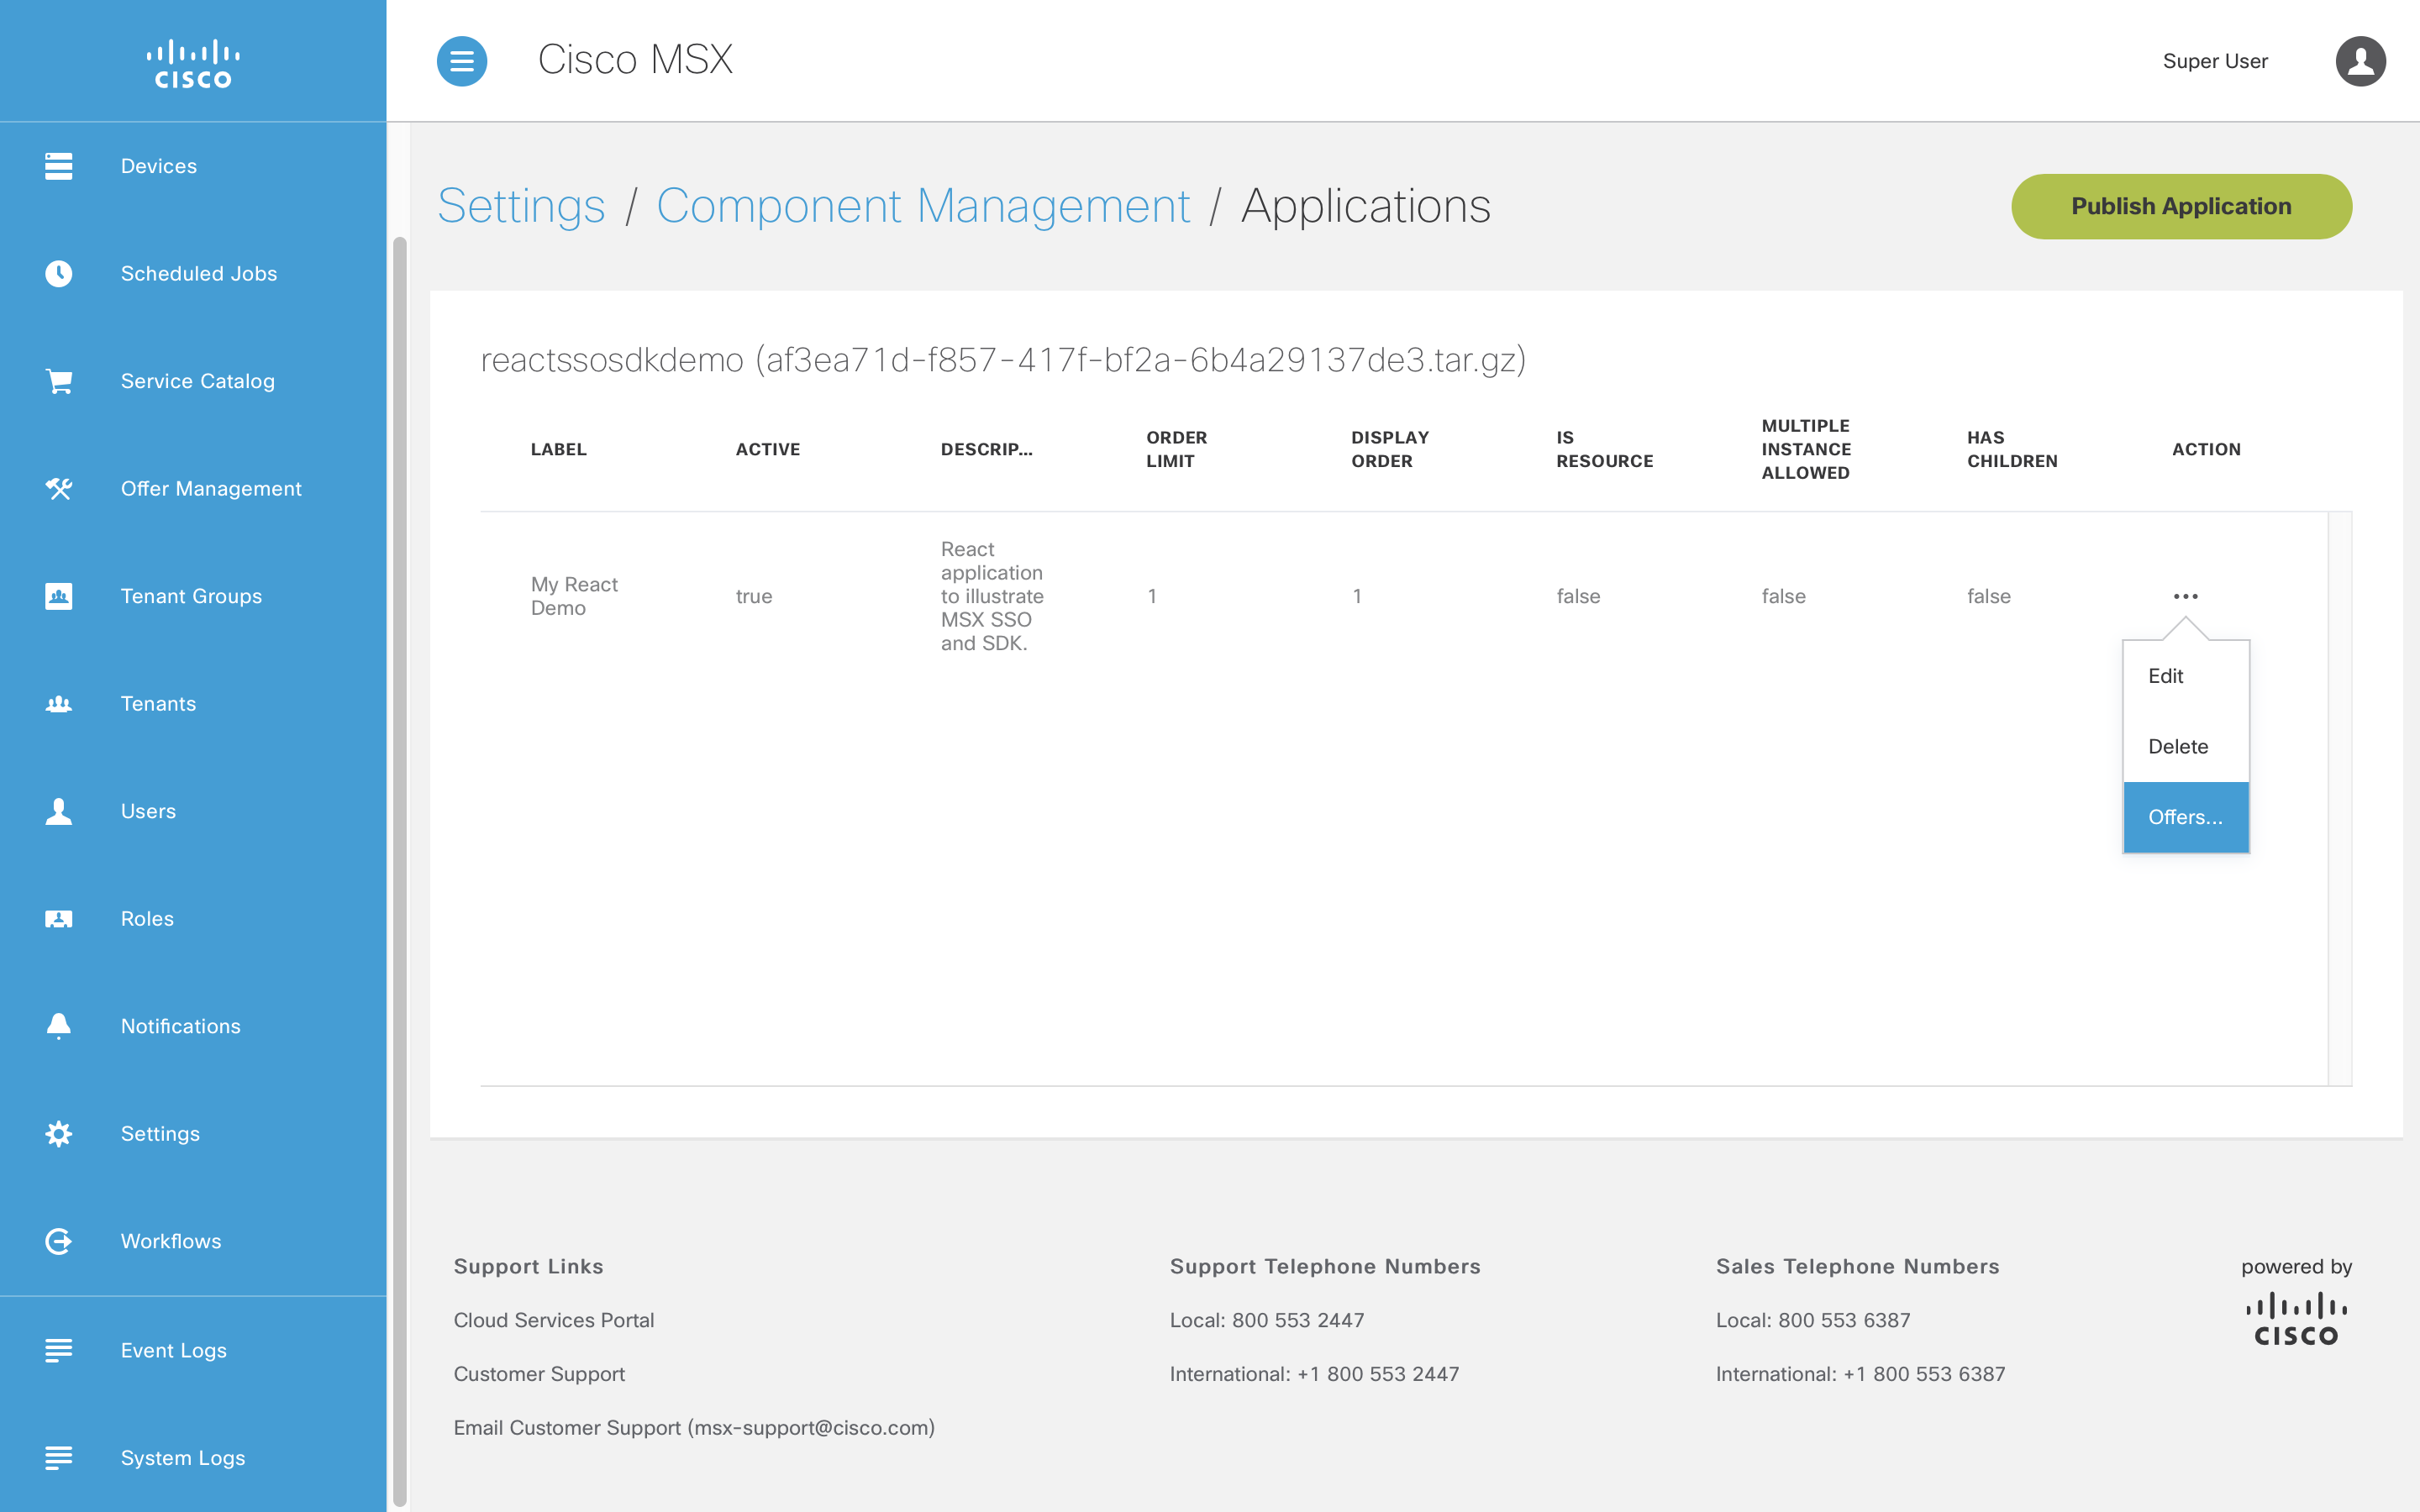 CISCO
Cisco MSX
Super User
Devices
Scheduled Jobs
Service Catalog
Offer Management
Tenant Groups
Tenants
Users
Roles
Notifications
Settings
Workflows
Event Logs
System Logs
Settings / Component Management / Applications
Publish Application
reactssosdkdemo (af3ea71d-f857-417f-bf2a-6b4a29137de3.tar.gz)
LABEL
ACTIVE
DESCRIP...
ORDER
LIMIT
DISPLAY
ORDER
IS
RESOURCE
MULTIPLE
INSTANCE
ALLOWED
HAS
CHILDREN
ACTION
My React
Demo
true
React
application
to illustrate
MSX SSO
and SDK.
1
1
false
false
false
...
Edit
Delete
Offers...
Support Links
Cloud Services Portal
Customer Support
Email Customer Support (msx-support@cisco.com)
Support Telephone Numbers
Local: 800 553 2447
International: +1 800 553 2447
Sales Telephone Numbers
Local: 800 553 6387
International: +1 800 553 6387
powered by
CISCO